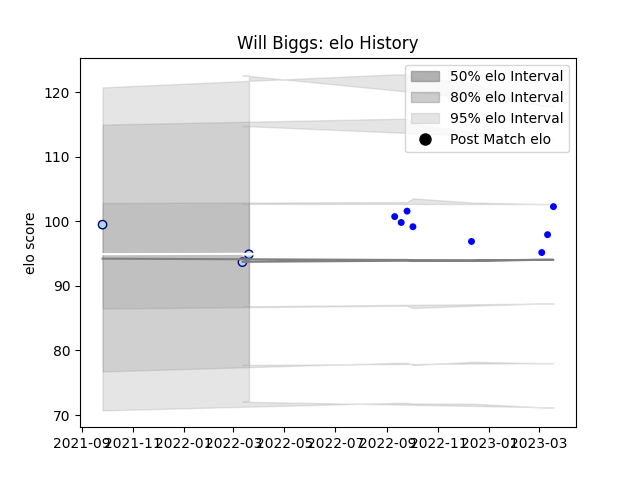 Will Biggs: elo History
50% elo Interval
80% elo Interval
95% elo Interval
Post Match elo
elo score
120
110
100
90
80
70
2021-09 2021-11 2022-01 2022-03 2022-05 2022-07 2022-09 2022-11 2023-01 2023-03